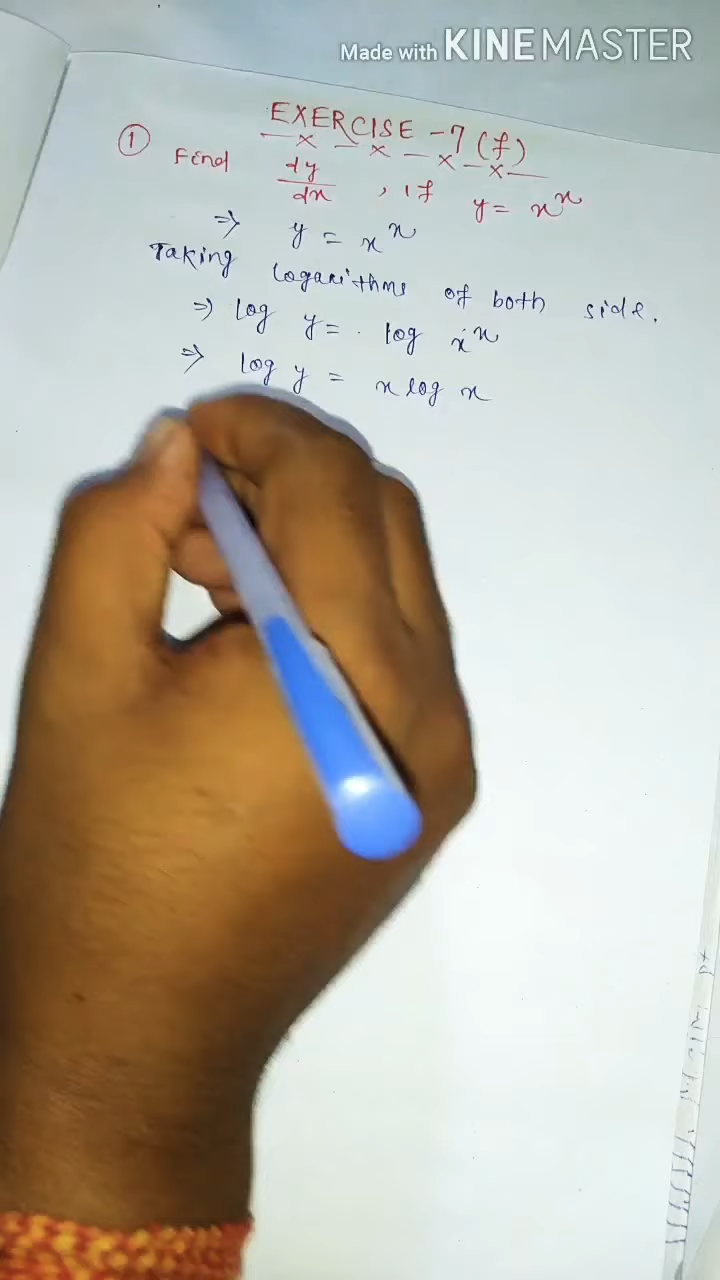 Made with KINEMASTER
EXERCISE -7 (f)
① Find dy/dx , if y = x^x
⇒ y = x^x
Taking logarithms of both side.
⇒ log y = log x^x
⇒ log y = x log x